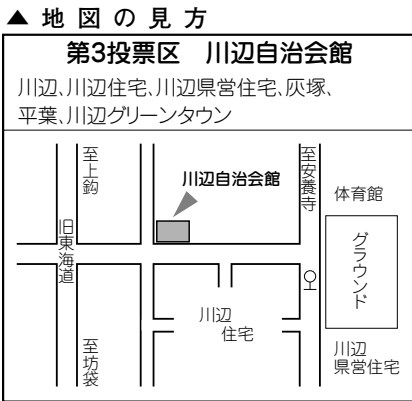 ▲ 地 図 の 見 方
第3投票区　川辺自治会館
川辺、川辺住宅、川辺県営住宅、灰塚、
平葉、川辺グリーンタウン
至上鈎
川辺自治会館
至安養寺
体育館
旧東海道
グラウンド
川辺
住宅
至坊袋
川辺
県営住宅